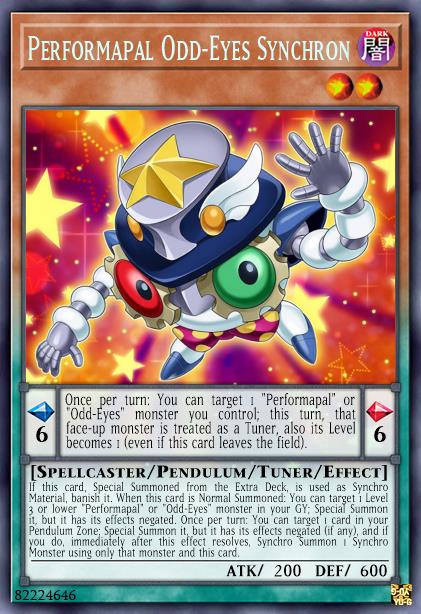 PERFORMAPAL ODD-EYES SYNCHRON
DARK
闇
Once per turn: You can target 1 "Performapal" or
"Odd-Eyes" monster you control; this turn, that
face-up monster is treated as a Tuner, also its Level
becomes 1 (even if this card leaves the field).
6
6
[SPELLCASTER/PENDULUM/TUNER/EFFECT]
If this card, Special Summoned from the Extra Deck, is used as Synchro
Material, banish it. When this card is Normal Summoned: You can target 1 Level
3 or lower "Performapal" or "Odd-Eyes" monster in your GY; Special Summon
it, but it has its effects negated. Once per turn: You can target 1 card in your
Pendulum Zone; Special Summon it, but it has its effects negated (if any), and if
you do, immediately after this effect resolves, Synchro Summon 1 Synchro
Monster using only that monster and this card.
ATK/ 200 DEF/ 600
82224646